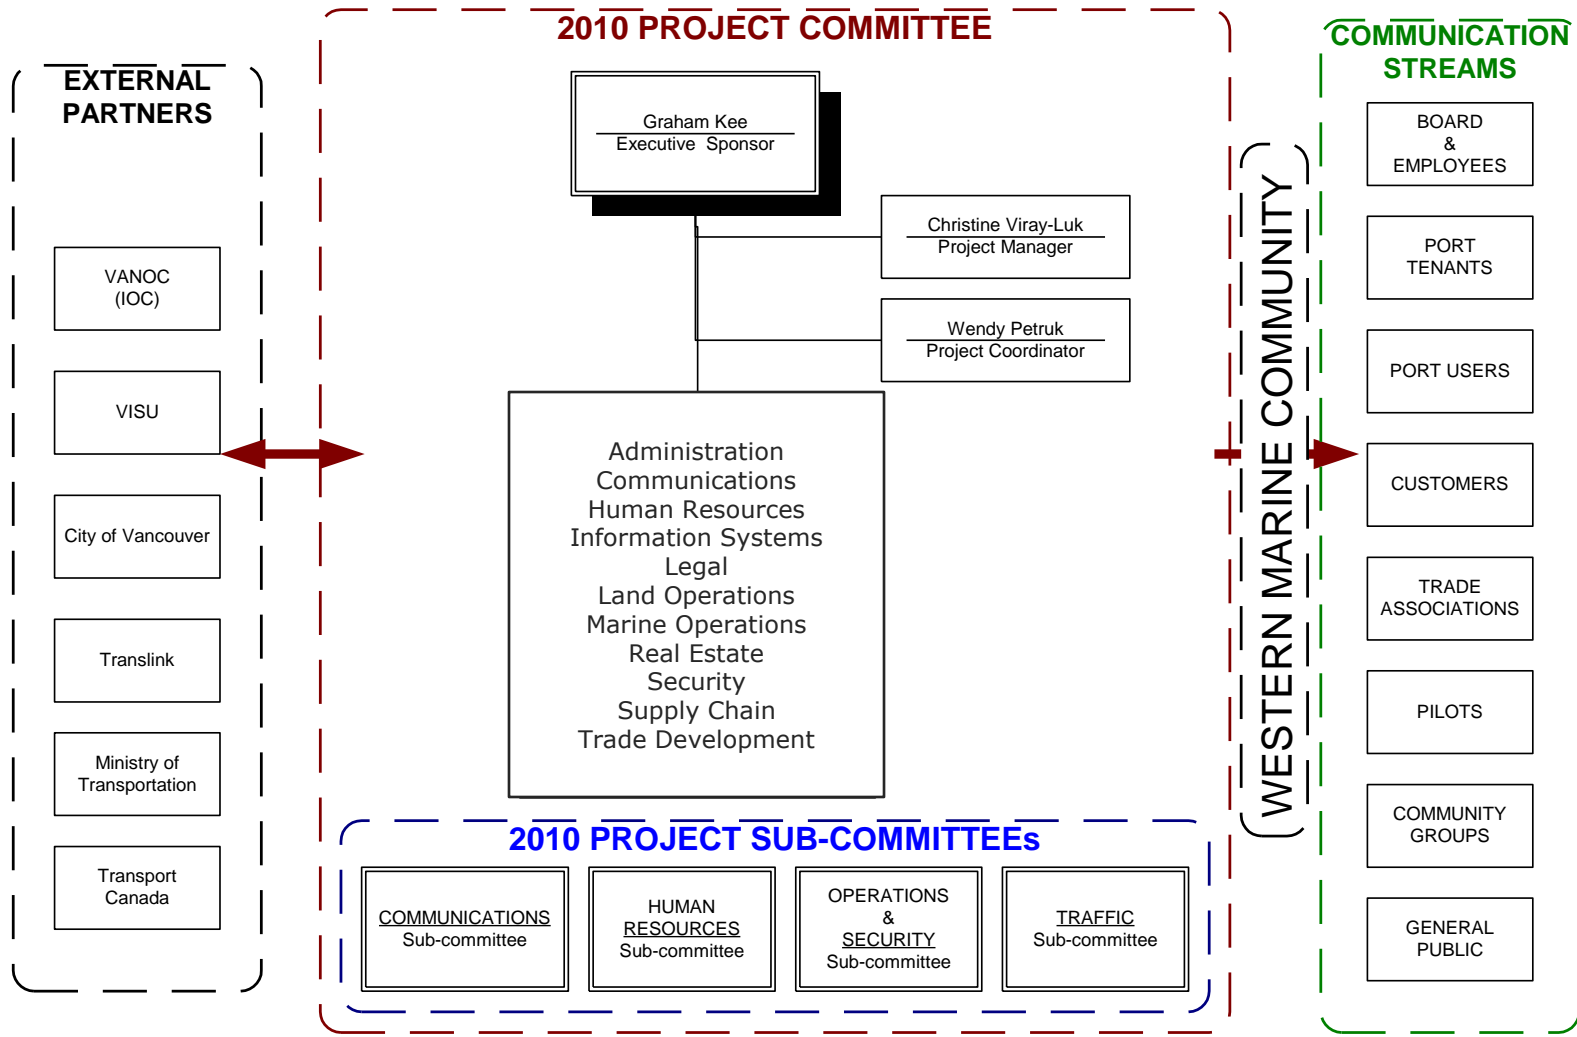 EXTERNAL
PARTNERS
VANOC
(IOC)
VISU
City of Vancouver
Translink
Ministry of
Transportation
Transport
Canada
2010 PROJECT COMMITTEE
Graham Kee
Executive Sponsor
Christine Viray-Luk
Project Manager
Wendy Petruk
Project Coordinator
Administration
Communications
Human Resources
Information Systems
Legal
Land Operations
Marine Operations
Real Estate
Security
Supply Chain
Trade Development
2010 PROJECT SUB-COMMITTEEs
COMMUNICATIONS
Sub-committee
HUMAN
RESOURCES
Sub-committee
OPERATIONS
&
SECURITY
Sub-committee
TRAFFIC
Sub-committee
WESTERN MARINE COMMUNITY
COMMUNICATION
STREAMS
BOARD
&
EMPLOYEES
PORT
TENANTS
PORT USERS
CUSTOMERS
TRADE
ASSOCIATIONS
PILOTS
COMMUNITY
GROUPS
GENERAL
PUBLIC